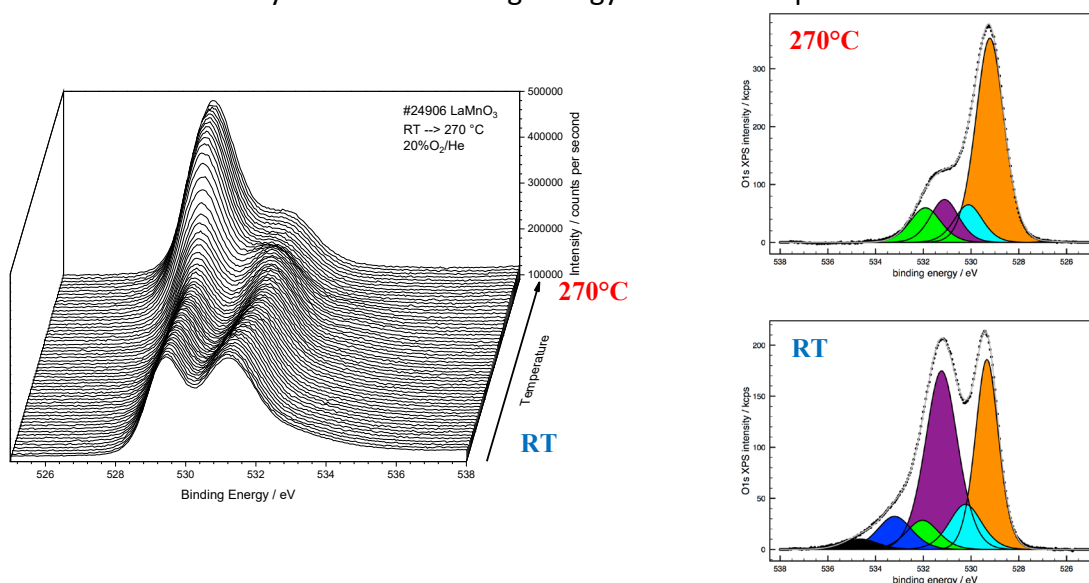 270°C
O1s XPS intensity / kcps
300
200
100
0
538
536
534
532
530
528
526
binding energy / eV
#24906 LaMnO₃
RT --> 270 °C
20%O₂/He
500000
400000
300000
200000
100000
Intensity / counts per second
270°C
Temperature
RT
526
528
530
532
534
536
538
Binding Energy / eV
RT
O1s XPS intensity / kcps
200
150
100
50
0
538
536
534
532
530
528
526
binding energy / eV